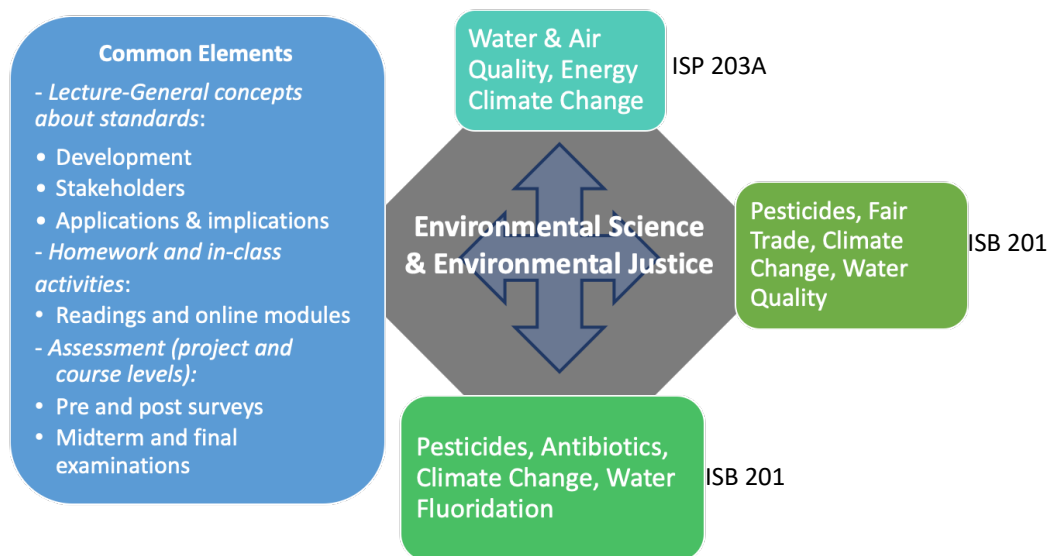 Common Elements
- Lecture-General concepts
about standards:
• Development
• Stakeholders
• Applications & implications
- Homework and in-class
activities:
• Readings and online modules
- Assessment (project and
course levels):
• Pre and post surveys
• Midterm and final
examinations
Water & Air
Quality, Energy
Climate Change
ISP 203A
Environmental Science
& Environmental Justice
Pesticides, Fair
Trade, Climate
Change, Water
Quality
ISB 201
Pesticides, Antibiotics,
Climate Change, Water
Fluoridation
ISB 201